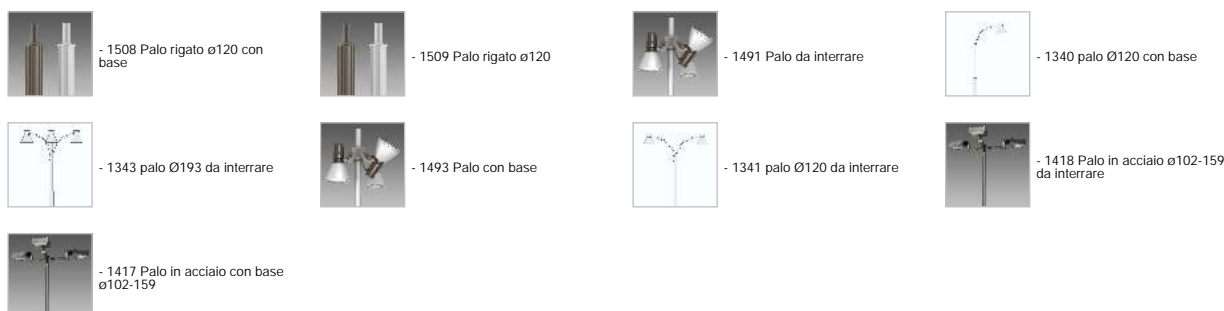 - 1508 Palo rigato ø120 con
base
- 1509 Palo rigato ø120
- 1491 Palo da interrare
- 1340 palo Ø120 con base
- 1343 palo Ø193 da interrare
- 1493 Palo con base
- 1341 palo Ø120 da interrare
- 1418 Palo in acciaio ø102-159
da interrare
- 1417 Palo in acciaio con base
ø102-159